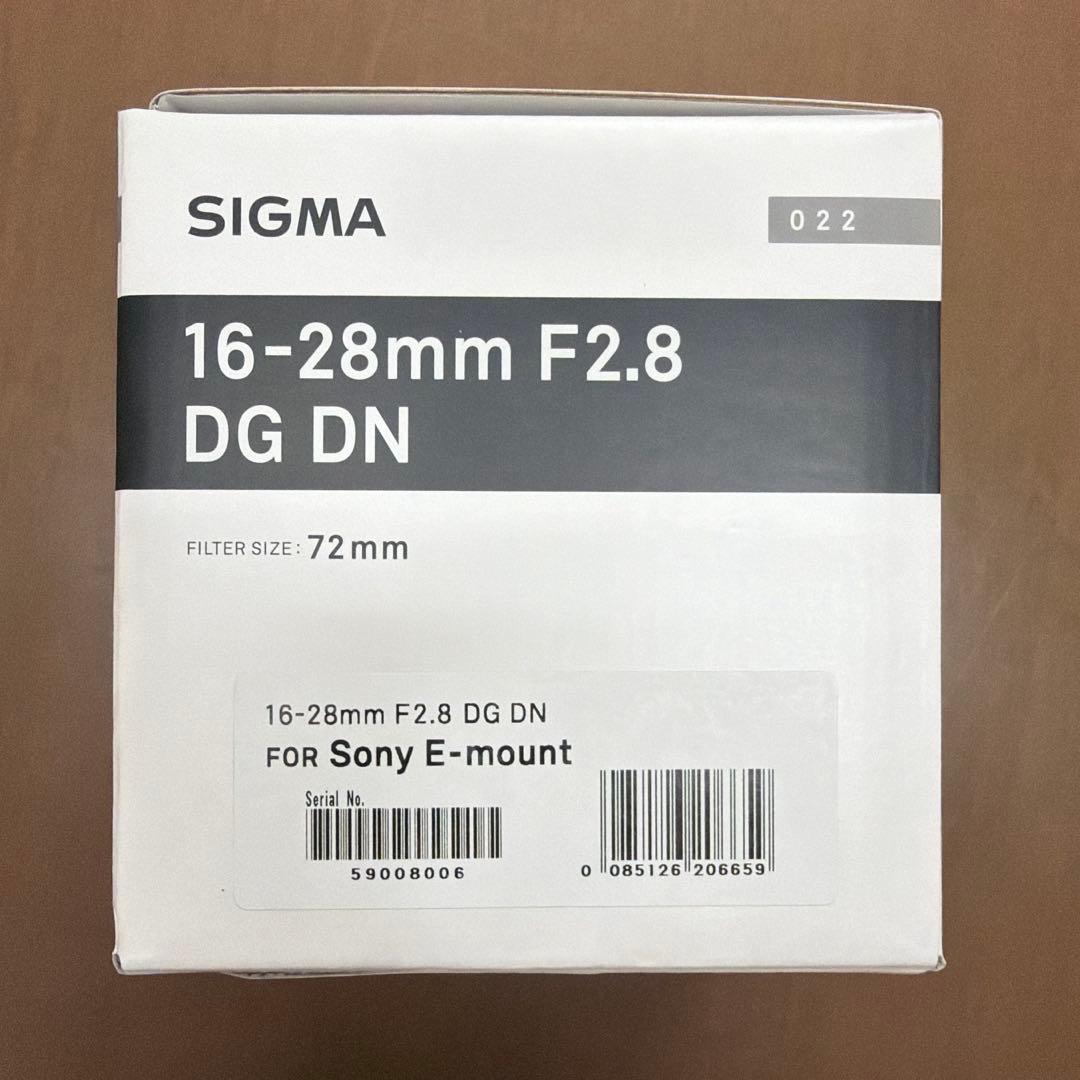 SIGMA
022
16-28mm F2.8
DG DN
FILTER SIZE: 72mm
16-28mm F2.8 DG DN
FOR Sony E-mount
Serial No.
59008006
0 085126 206659